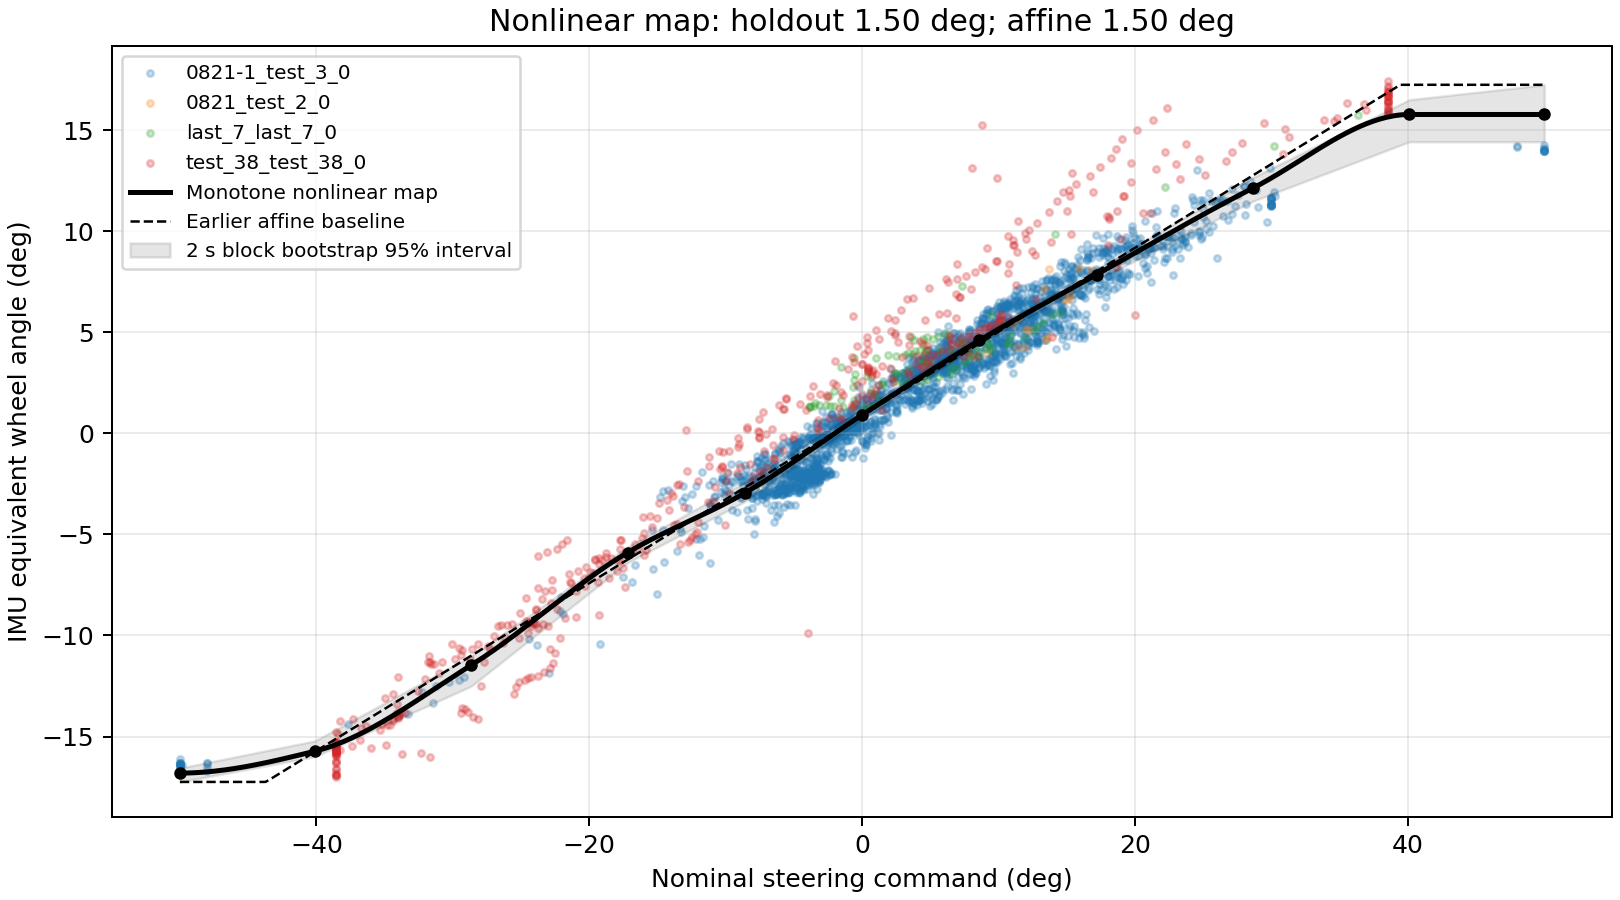 Nonlinear map: holdout 1.50 deg; affine 1.50 deg
0821-1_test_3_0
0821_test_2_0
last_7_last_7_0
test_38_test_38_0
Monotone nonlinear map
Earlier affine baseline
2 s block bootstrap 95% interval
IMU equivalent wheel angle (deg)
15
10
5
0
−5
−10
−15
−40
−20
0
20
40
Nominal steering command (deg)